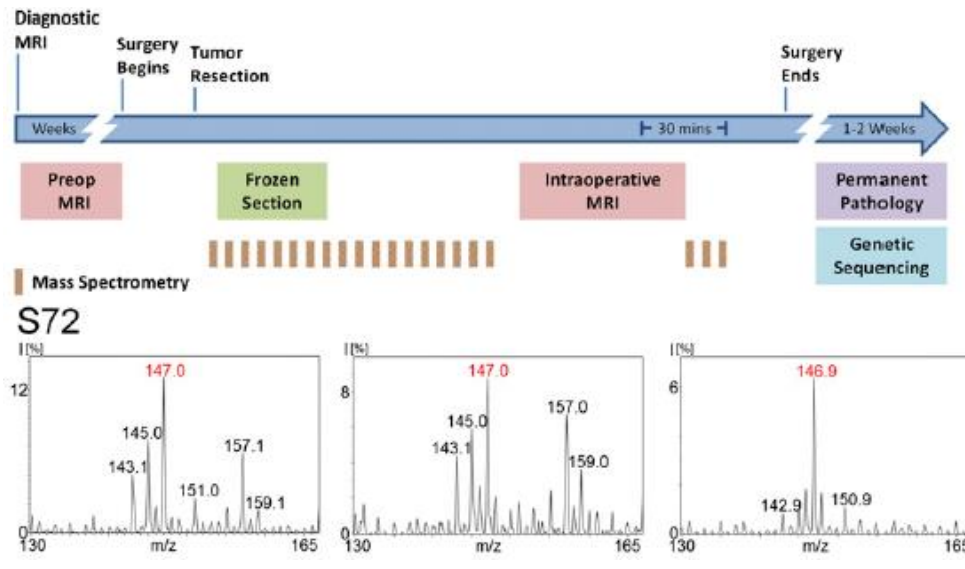 Diagnostic
MRI
Surgery
Begins
Tumor
Resection
Surgery
Ends
Weeks
30 mins
1-2 Weeks
Preop
MRI
Frozen
Section
Intraoperative
MRI
Permanent
Pathology
Genetic
Sequencing
Mass Spectrometry
S72
I [%]
12
0
147.0
145.0
143.1
151.0
157.1
159.1
130
m/z
165
I [%]
8
0
147.0
145.0
143.1
157.0
159.0
130
m/z
165
I [%]
6
0
146.9
142.9
150.9
130
m/z
165